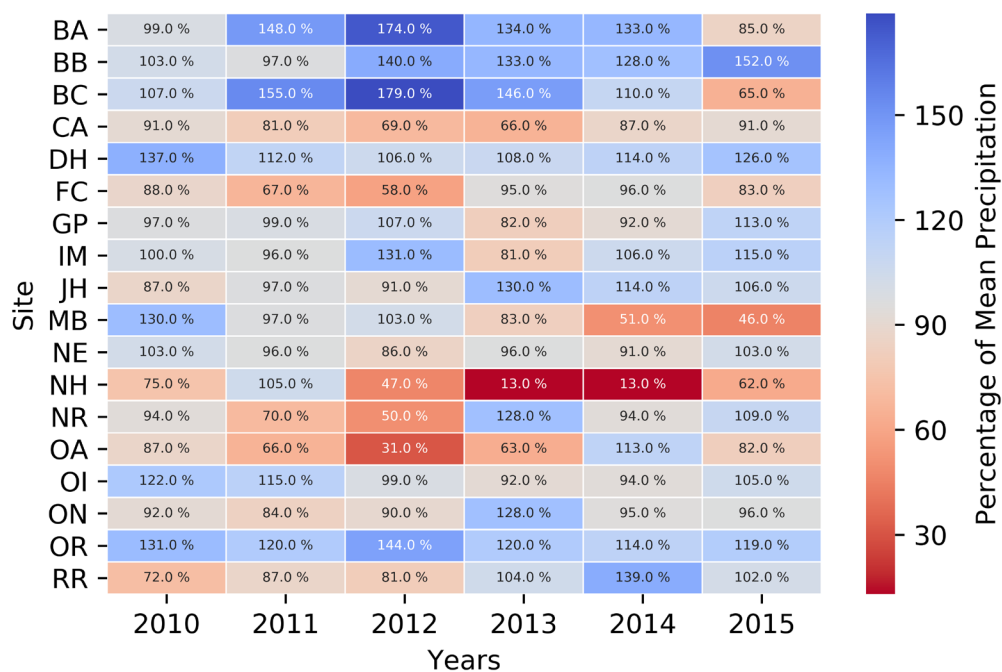 BA 99.0 % 148.0 % 174.0 % 134.0 % 133.0 % 85.0 %
BB 103.0 % 97.0 % 140.0 % 133.0 % 128.0 % 152.0 %
BC 107.0 % 155.0 % 179.0 % 146.0 % 110.0 % 65.0 %
CA 91.0 % 81.0 % 69.0 % 66.0 % 87.0 % 91.0 %
DH 137.0 % 112.0 % 106.0 % 108.0 % 114.0 % 126.0 %
FC 88.0 % 67.0 % 58.0 % 95.0 % 96.0 % 83.0 %
GP 97.0 % 99.0 % 107.0 % 82.0 % 92.0 % 113.0 %
IM 100.0 % 96.0 % 131.0 % 81.0 % 106.0 % 115.0 %
JH 87.0 % 97.0 % 91.0 % 130.0 % 114.0 % 106.0 %
MB 130.0 % 97.0 % 103.0 % 83.0 % 51.0 % 46.0 %
NE 103.0 % 96.0 % 86.0 % 96.0 % 91.0 % 103.0 %
NH 75.0 % 105.0 % 47.0 % 13.0 % 13.0 % 62.0 %
NR 94.0 % 70.0 % 50.0 % 128.0 % 94.0 % 109.0 %
OA 87.0 % 66.0 % 31.0 % 63.0 % 113.0 % 82.0 %
OI 122.0 % 115.0 % 99.0 % 92.0 % 94.0 % 105.0 %
ON 92.0 % 84.0 % 90.0 % 128.0 % 95.0 % 96.0 %
OR 131.0 % 120.0 % 144.0 % 120.0 % 114.0 % 119.0 %
RR 72.0 % 87.0 % 81.0 % 104.0 % 139.0 % 102.0 %
2010 2011 2012 2013 2014 2015
Years
Site
150
120
90
60
30
Percentage of Mean Precipitation